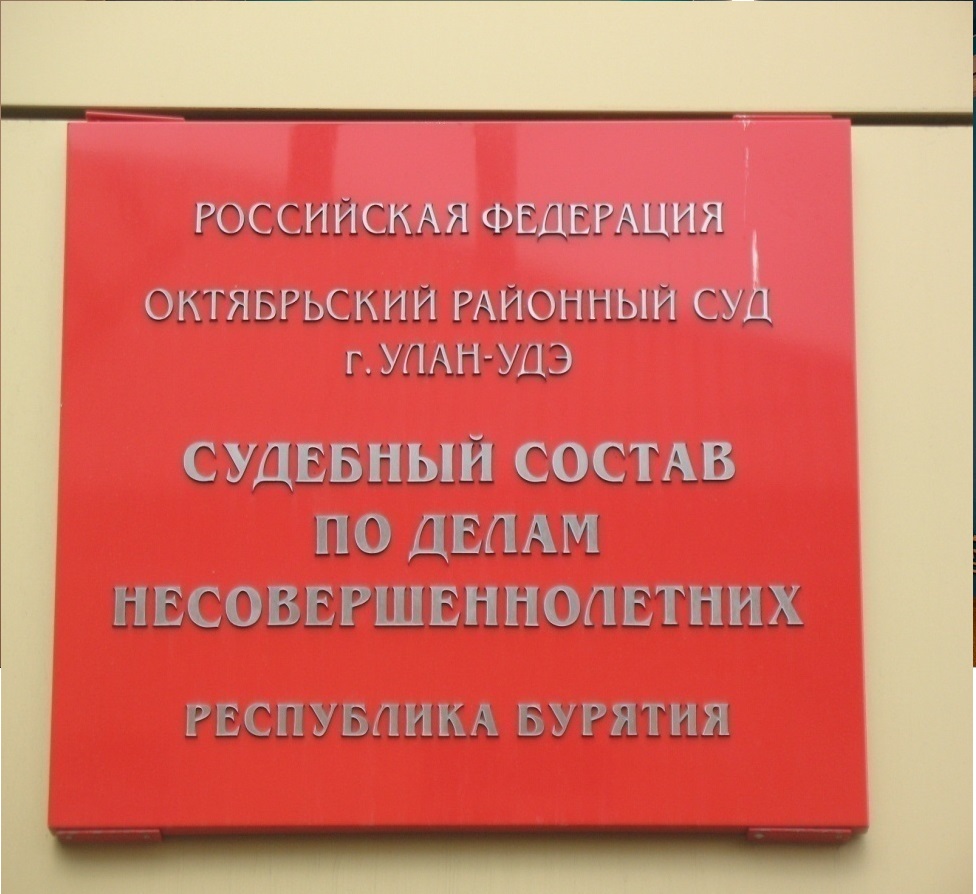 РОССИЙСКАЯ ФЕДЕРАЦИЯ
ОКТЯБРЬСКИЙ РАЙОННЫЙ СУД
г. УЛАН-УДЭ
СУДЕБНЫЙ СОСТАВ
ПО ДЕЛАМ
НЕСОВЕРШЕННОЛЕТНИХ
РЕСПУБЛИКА БУРЯТИЯ